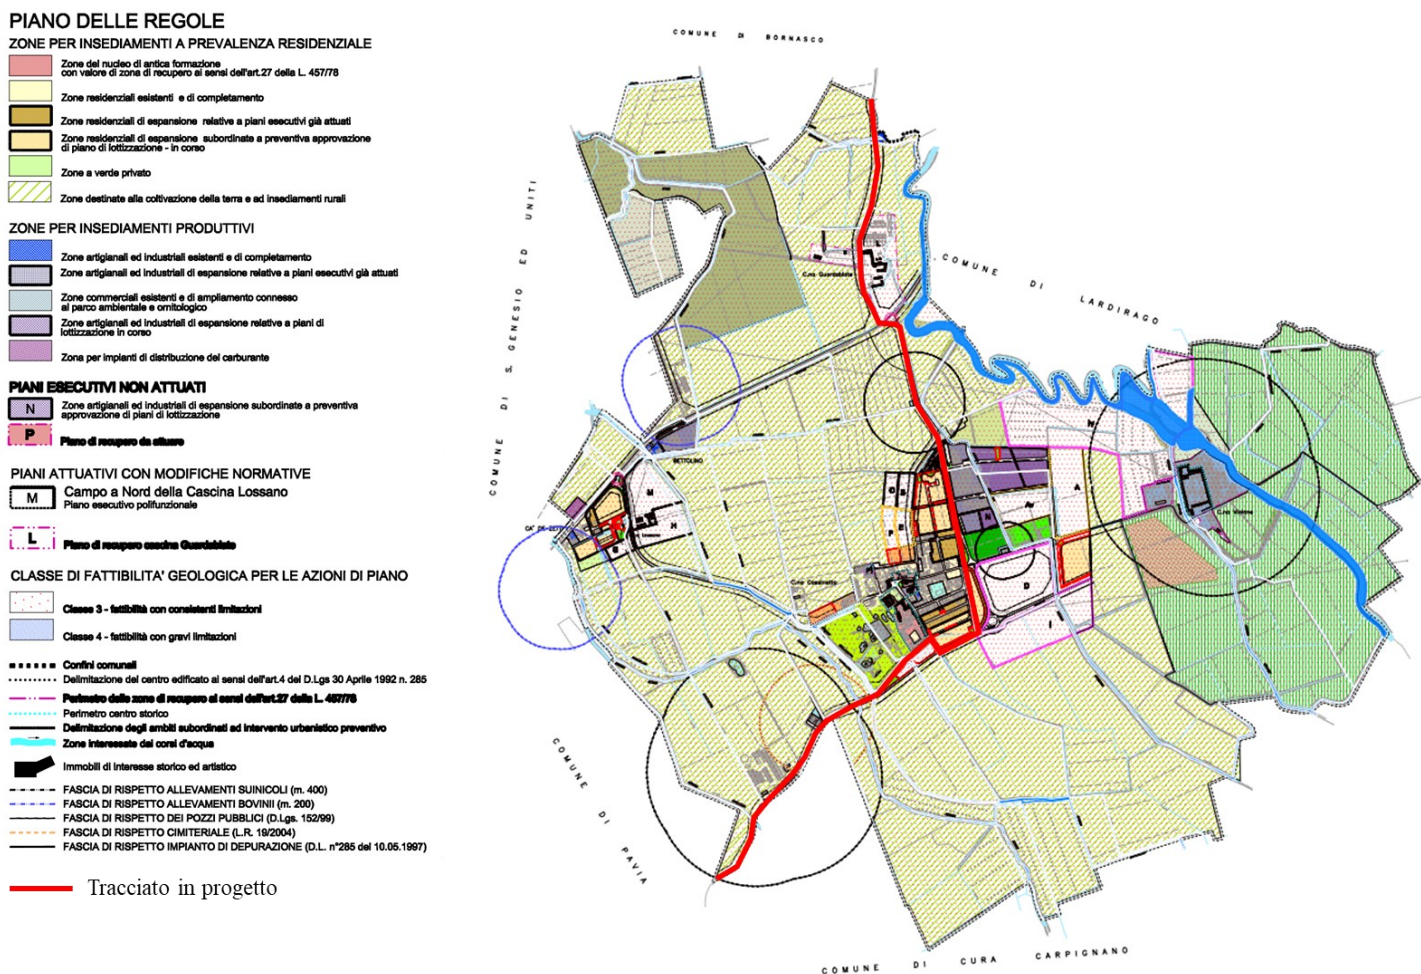 PIANO DELLE REGOLE
ZONE PER INSEDIAMENTI A PREVALENZA RESIDENZIALE
Zone del nucleo di antica formazione
con valore di zona di recupero ai sensi dell'art.27 della L. 457/78
Zone residenziali esistenti e di completamento
Zone residenziali di espansione relative a piani esecutivi già attuati
Zone residenziali di espansione subordinate a preventiva approvazione
di piano di lottizzazione - in corso
Zone a verde privato
Zone destinate alla coltivazione della terra e ad insediamenti rurali
ZONE PER INSEDIAMENTI PRODUTTIVI
Zone artigianali ed industriali esistenti e di completamento
Zone artigianali ed industriali di espansione relative a piani esecutivi già attuati
Zone commerciali esistenti e di ampliamento connesso
al parco ambientale e ornitologico
Zone artigianali ed industriali di espansione relative a piani di
lottizzazione in corso
Zona per impianti di distribuzione del carburante
PIANI ESECUTIVI NON ATTUATI
N
Zone artigianali ed industriali di espansione subordinate a preventiva
approvazione di piani di lottizzazione
P
Piano di recupero da attuare
PIANI ATTUATIVI CON MODIFICHE NORMATIVE
M
Campo a Nord della Cascina Lossano
Piano esecutivo polifunzionale
L
Piano di recupero cascina Guardabiate
CLASSE DI FATTIBILITA' GEOLOGICA PER LE AZIONI DI PIANO
Classe 3 - fattibilità con consistenti limitazioni
Classe 4 - fattibilità con gravi limitazioni
Confini comunali
Delimitazione del centro edificato ai sensi dell'art.4 del D.Lgs 30 Aprile 1992 n. 285
Perimetro delle zone di recupero ai sensi dell'art.27 della L. 457/78
Perimetro centro storico
Delimitazione degli ambiti subordinati ad intervento urbanistico preventivo
Zone interessate dai corsi d'acqua
Immobili di interesse storico ed artistico
FASCIA DI RISPETTO ALLEVAMENTI SUINICOLI (m. 400)
FASCIA DI RISPETTO ALLEVAMENTI BOVINII (m. 200)
FASCIA DI RISPETTO DEI POZZI PUBBLICI (D.Lgs. 152/99)
FASCIA DI RISPETTO CIMITERIALE (L.R. 19/2004)
FASCIA DI RISPETTO IMPIANTO DI DEPURAZIONE (D.L. n°285 del 10.05.1997)
Tracciato in progetto
COMUNE DI BORNASCO
COMUNE DI S. GENESIO ED UNITI
COMUNE DI LARDIRAGO
C.na Guardabiate
BETTOLINO
M
H
N
A
D
I
F
C.na Vismna
COMUNE DI PAVIA
COMUNE DI CURA CARPIGNANO